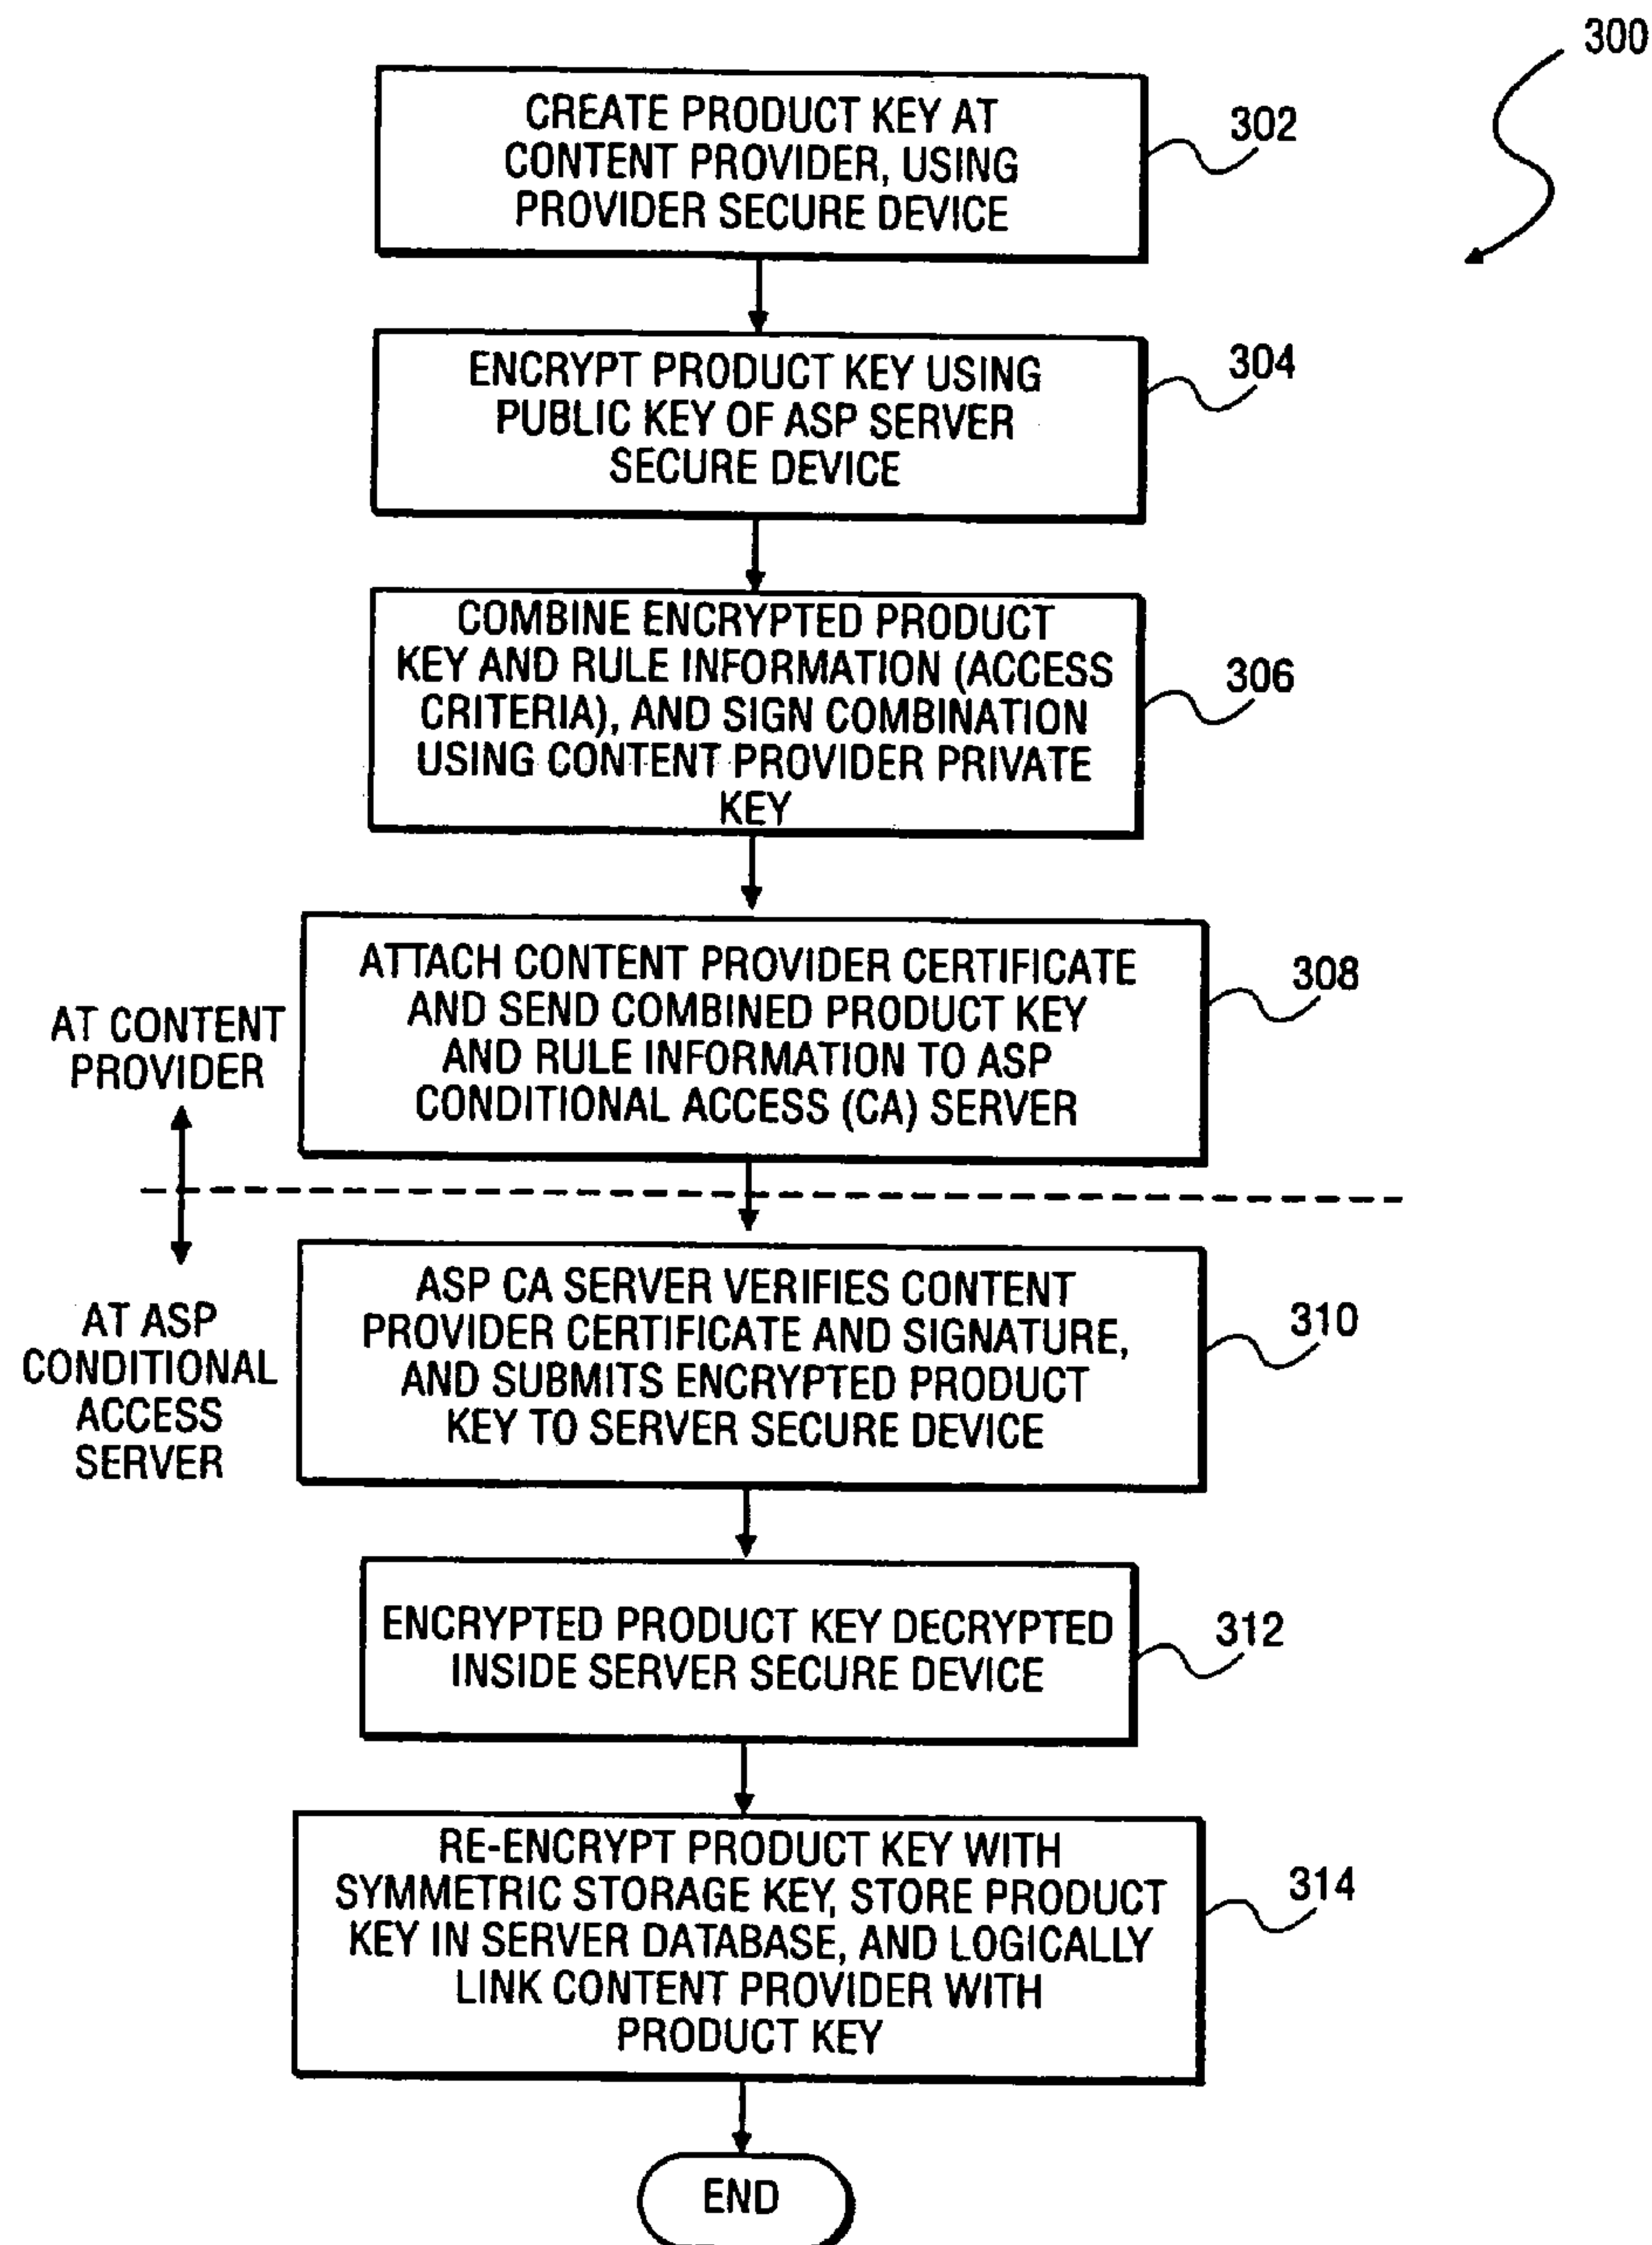 300
CREATE PRODUCT KEY AT
CONTENT PROVIDER, USING
PROVIDER SECURE DEVICE
302
ENCRYPT PRODUCT KEY USING
PUBLIC KEY OF ASP SERVER
SECURE DEVICE
304
COMBINE ENCRYPTED PRODUCT
KEY AND RULE INFORMATION (ACCESS
CRITERIA), AND SIGN COMBINATION
USING CONTENT PROVIDER PRIVATE
KEY
306
ATTACH CONTENT PROVIDER CERTIFICATE
AND SEND COMBINED PRODUCT KEY
AND RULE INFORMATION TO ASP
CONDITIONAL ACCESS (CA) SERVER
308
AT CONTENT
PROVIDER
AT ASP
CONDITIONAL
ACCESS
SERVER
ASP CA SERVER VERIFIES CONTENT
PROVIDER CERTIFICATE AND SIGNATURE,
AND SUBMITS ENCRYPTED PRODUCT
KEY TO SERVER SECURE DEVICE
310
ENCRYPTED PRODUCT KEY DECRYPTED
INSIDE SERVER SECURE DEVICE
312
RE-ENCRYPT PRODUCT KEY WITH
SYMMETRIC STORAGE KEY, STORE PRODUCT
KEY IN SERVER DATABASE, AND LOGICALLY
LINK CONTENT PROVIDER WITH
PRODUCT KEY
314
END